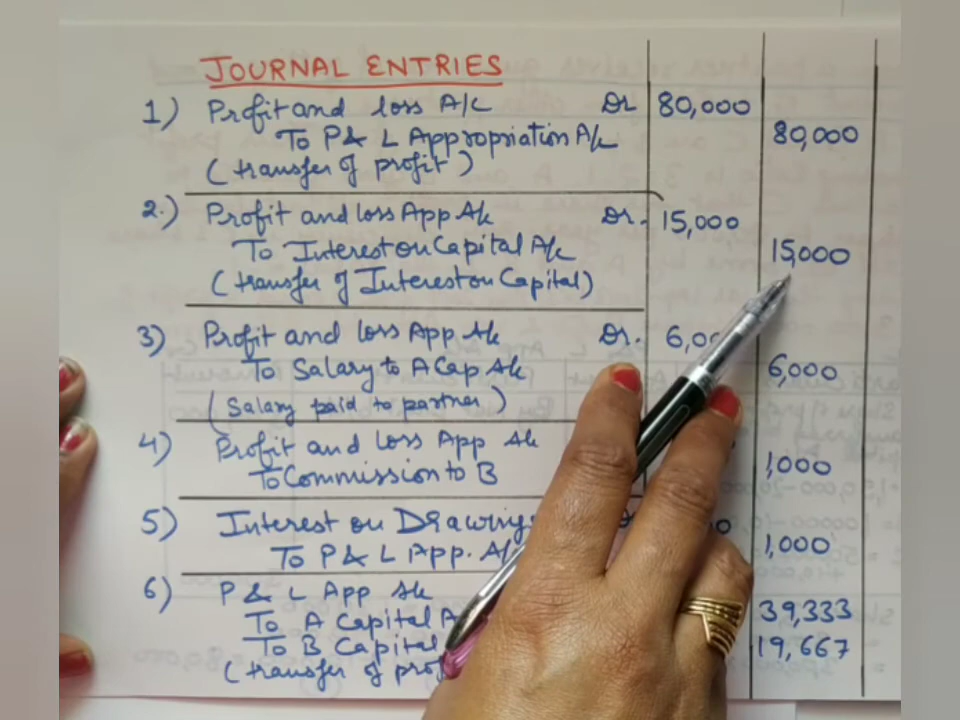 JOURNAL ENTRIES
1) Profit and loss A/c Dr 80,000
To P & L Appropriation A/c 80,000
(transfer of profit)
2.) Profit and loss App A/c Dr. 15,000
To Interest on Capital A/c 15,000
(transfer of Interest on Capital)
3) Profit and loss App A/c Dr. 6,00
To Salary to A Cap A/c 6,000
(Salary paid to partner)
4) Profit and loss App A/c
To Commission to B 1,000
5) Interest on Drawings
To P & L App. A/c 1,000
6) P & L App A/c
To A Capital A 39,333
To B Capital 19,667
(transfer of prof